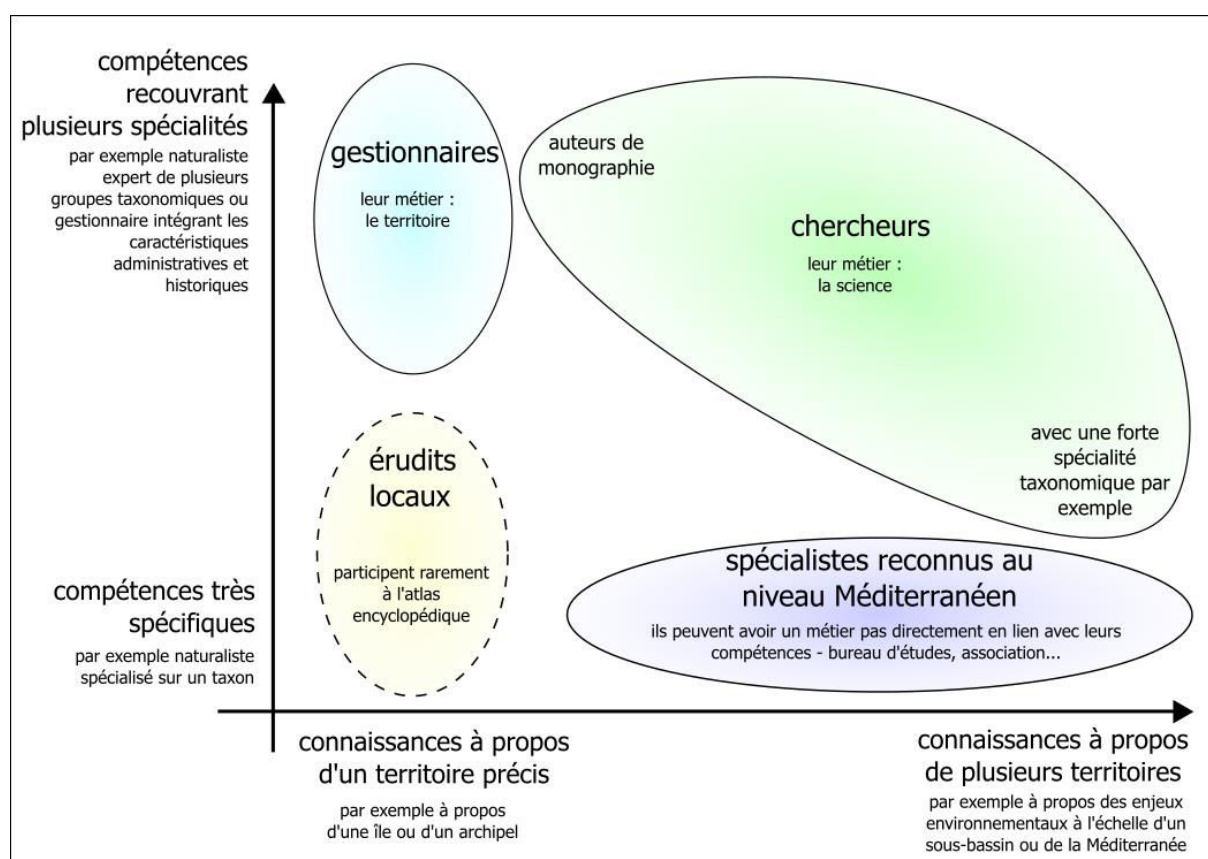 compétences
recouvrant
plusieurs spécialités
par exemple naturaliste
expert de plusieurs
groupes taxonomiques ou
gestionnaire intégrant les
caractéristiques
administratives et
historiques
gestionnaires
leur métier :
le territoire
auteurs de
monographie
chercheurs
leur métier :
la science
avec une forte
spécialité
taxonomique par
exemple
érudits
locaux
participent rarement
à l'atlas
encyclopédique
spécialistes reconnus au
niveau Méditerranéen
ils peuvent avoir un métier pas directement en lien avec leurs
compétences - bureau d'études, association...
compétences très
spécifiques
par exemple naturaliste
spécialisé sur un taxon
connaissances à propos
d'un territoire précis
par exemple à propos
d'une île ou d'un archipel
connaissances à propos
de plusieurs territoires
par exemple à propos des enjeux
environnementaux à l'échelle d'un
sous-bassin ou de la Méditerranée